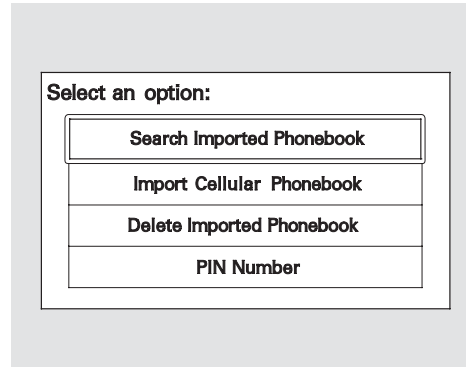 Select an option:
Search Imported Phonebook
Import Cellular Phonebook
Delete Imported Phonebook
PIN Number